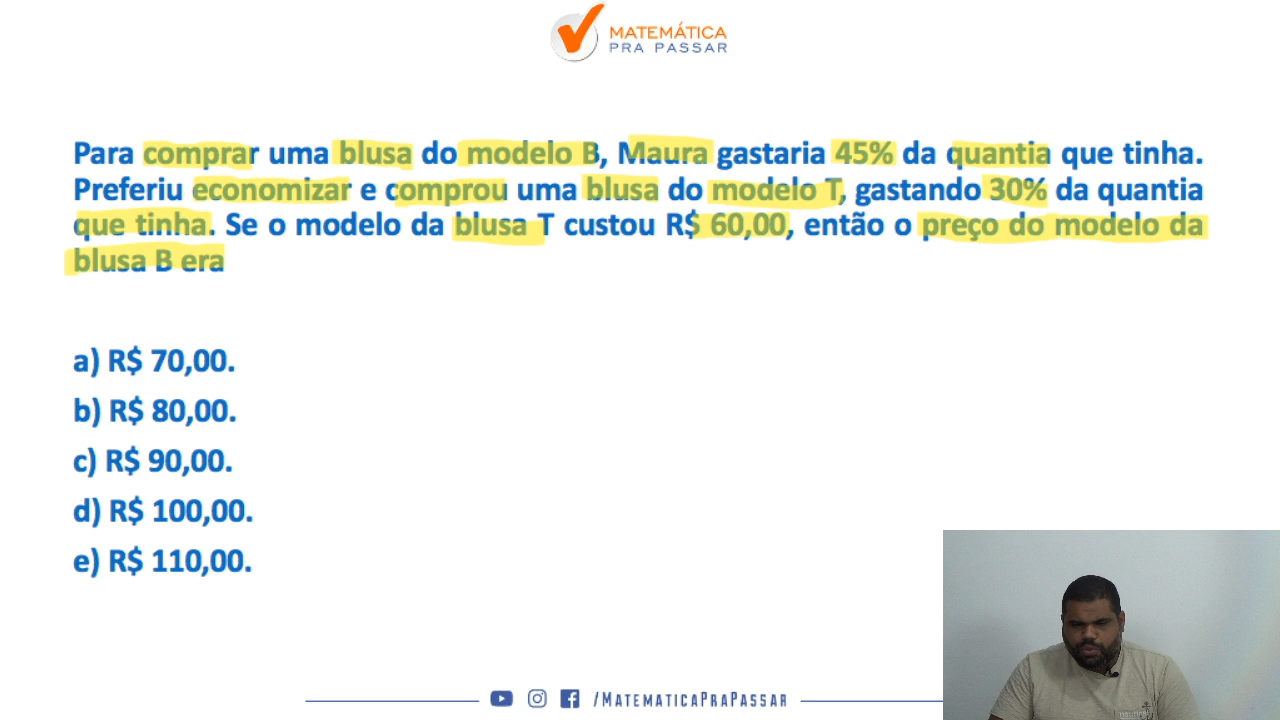 MATEMÁTICA
PRA PASSAR
Para comprar uma blusa do modelo B, Maura gastaria 45% da quantia que tinha.
Preferiu economizar e comprou uma blusa do modelo T, gastando 30% da quantia
que tinha. Se o modelo da blusa T custou R$ 60,00, então o preço do modelo da
blusa B era
a) R$ 70,00.
b) R$ 80,00.
c) R$ 90,00.
d) R$ 100,00.
e) R$ 110,00.
/MATEMATICAPRAPASSAR